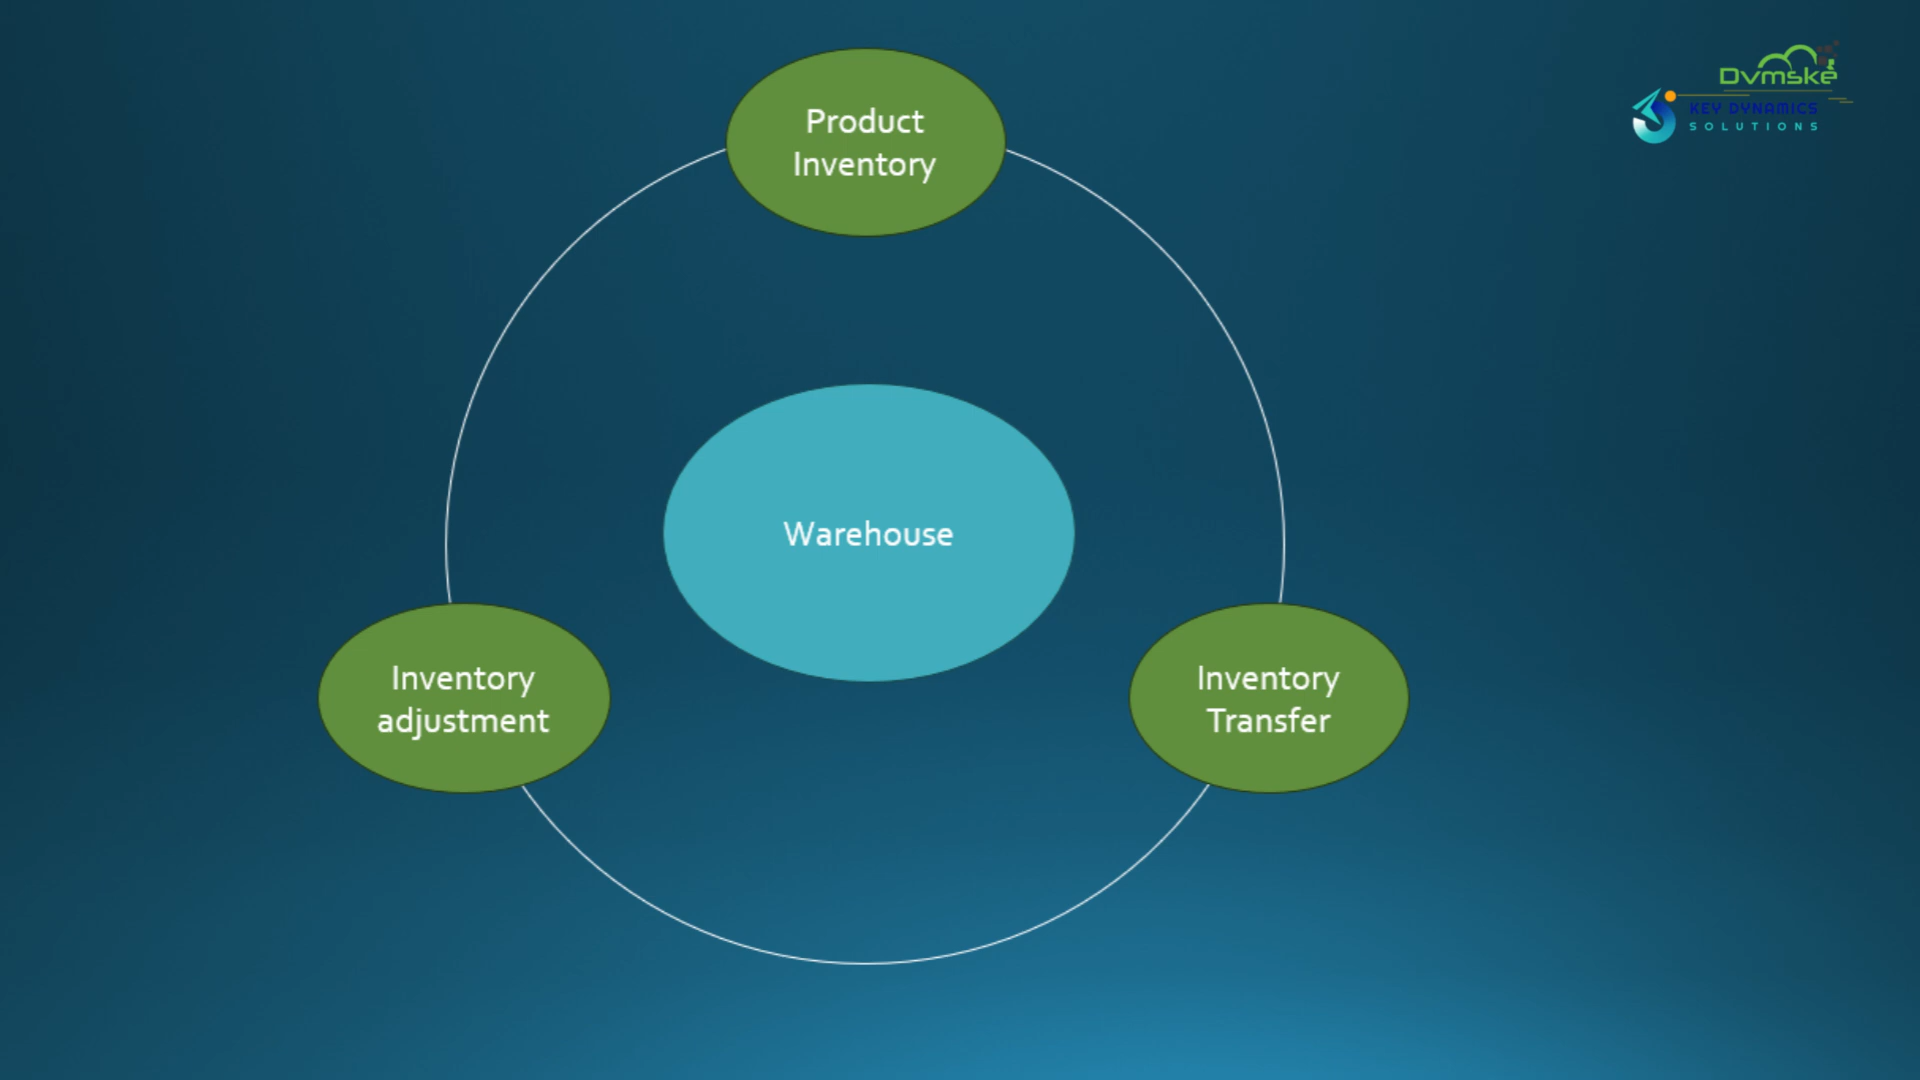 Product
Inventory
Dvmske
KEY DYNAMICS
SOLUTIONS
Warehouse
Inventory
adjustment
Inventory
Transfer